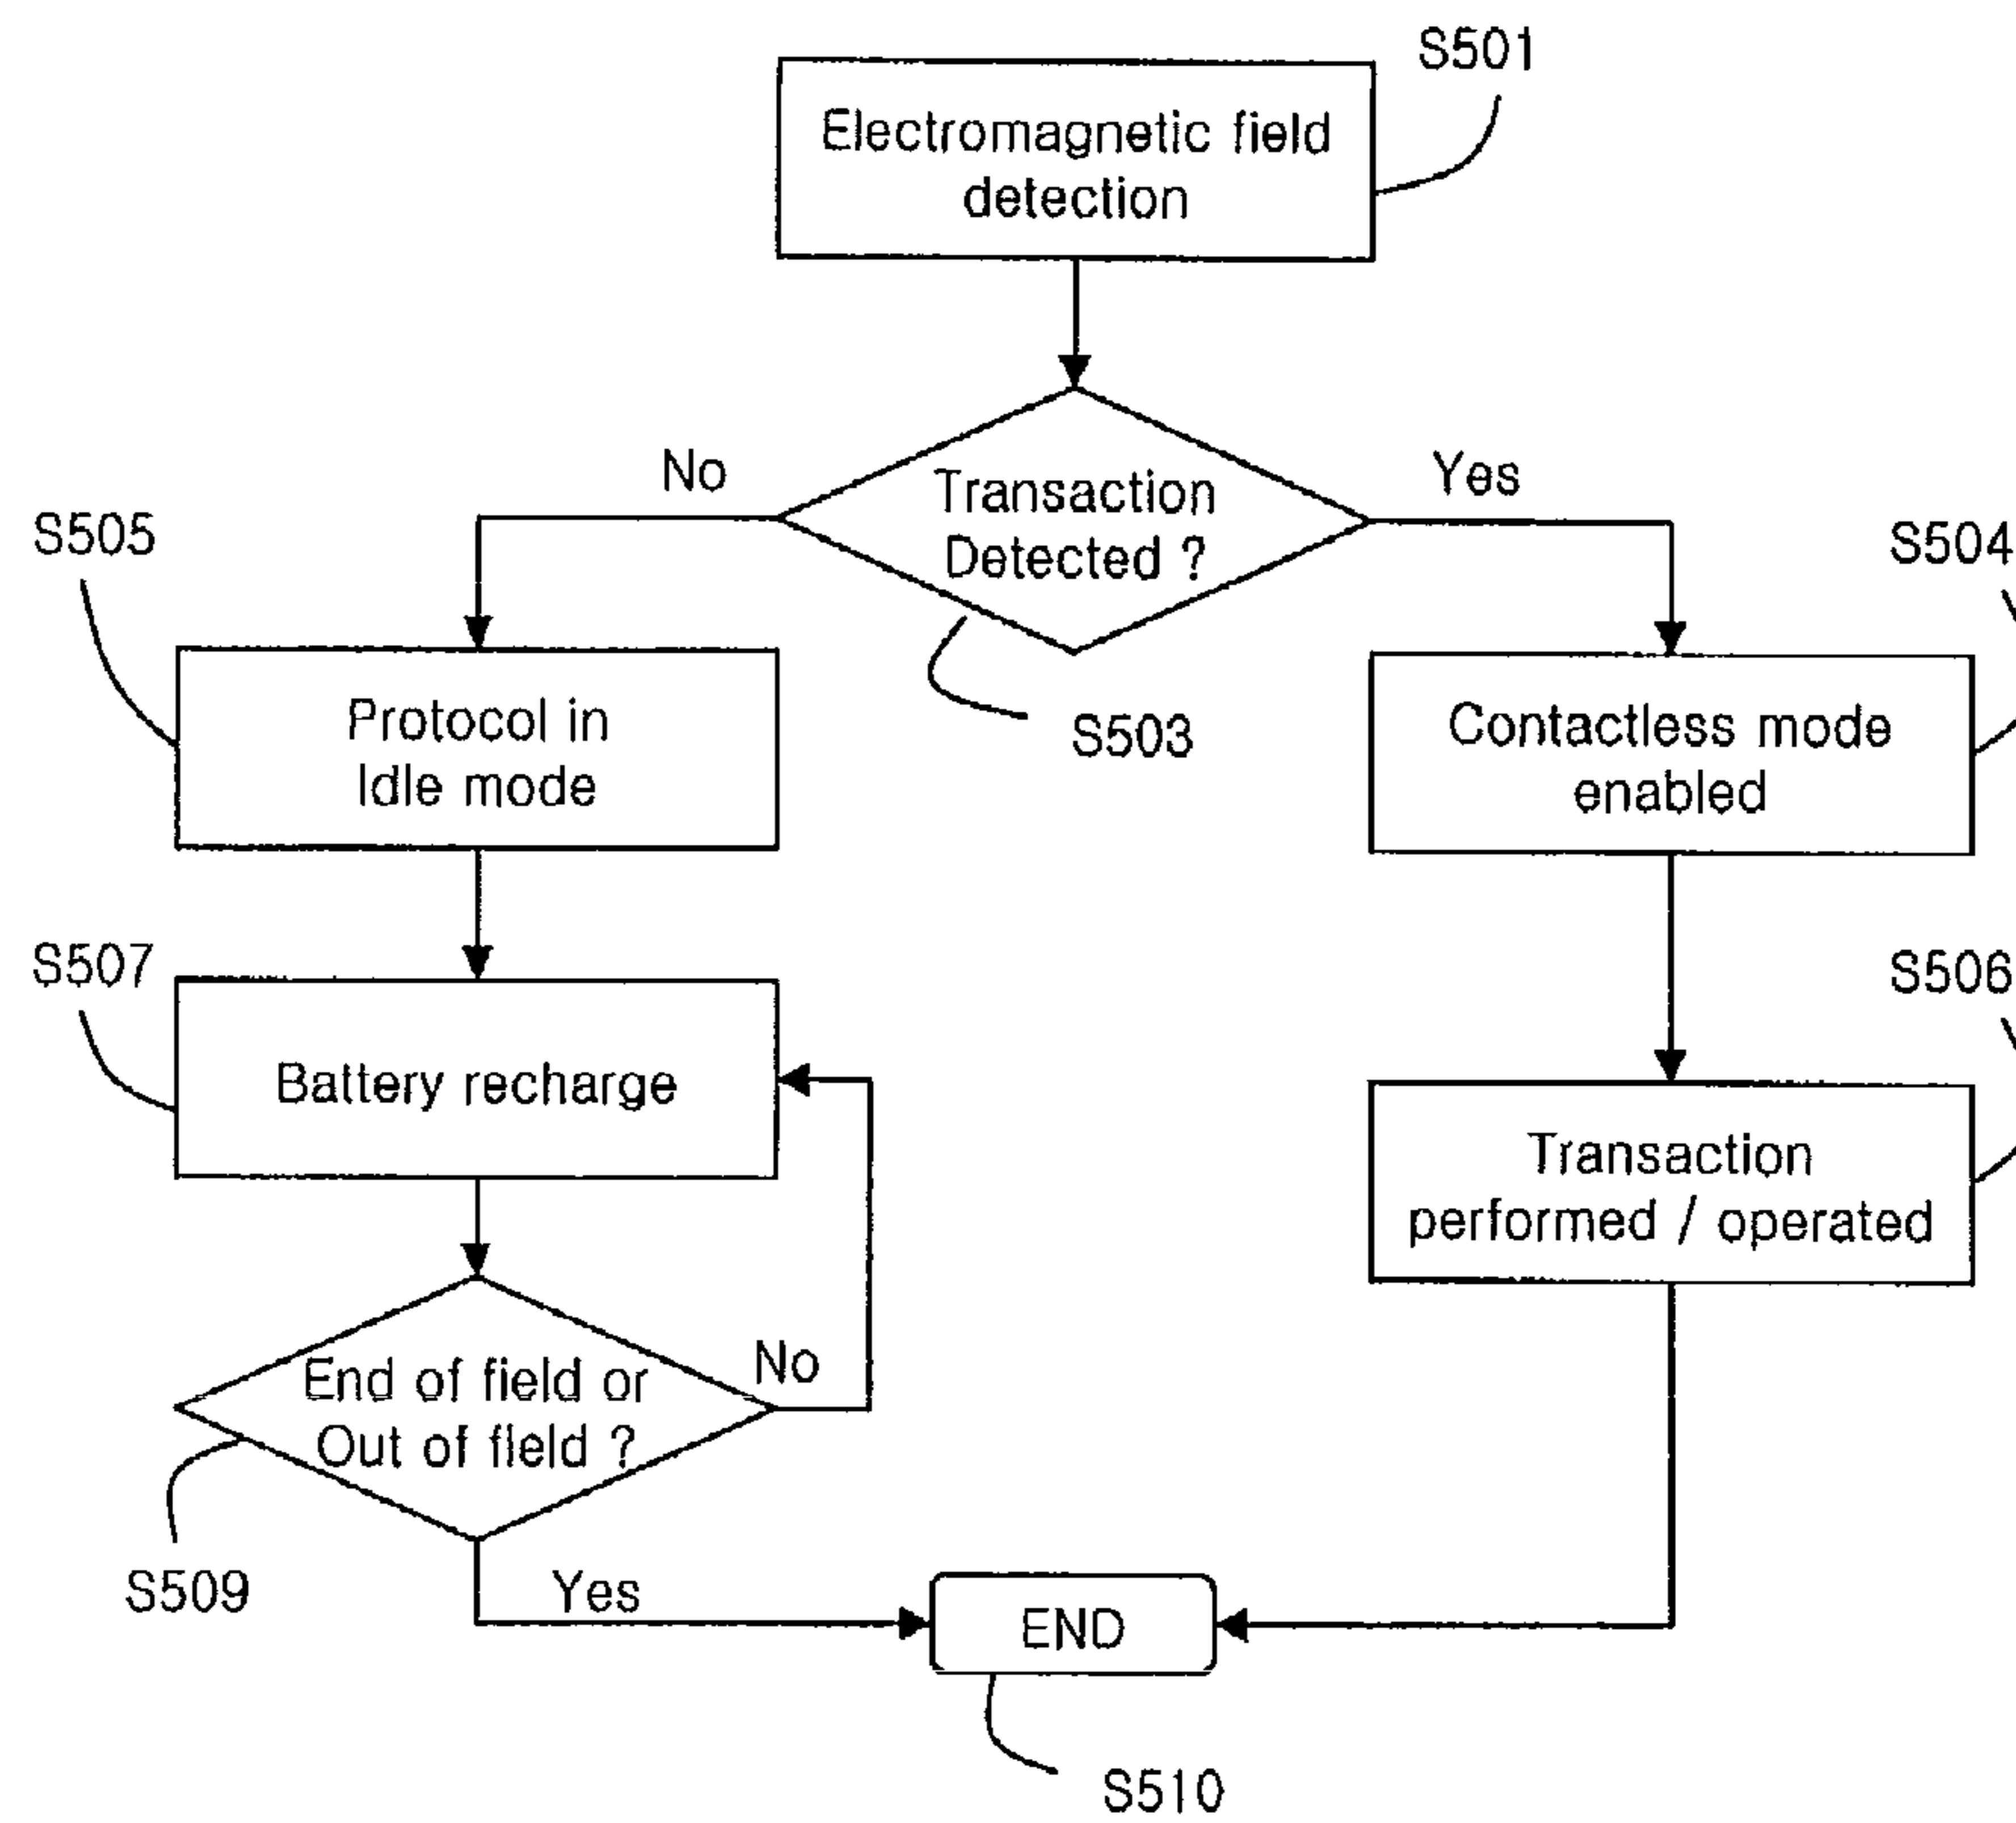 S501
Electromagnetic field
detection
No
Yes
Transaction
Detected ?
S505
S504
S503
Protocol in
Idle mode
Contactless mode
enabled
S507
S506
Battery recharge
Transaction
performed / operated
No
End of field or
Out of field ?
S509
Yes
END
S510